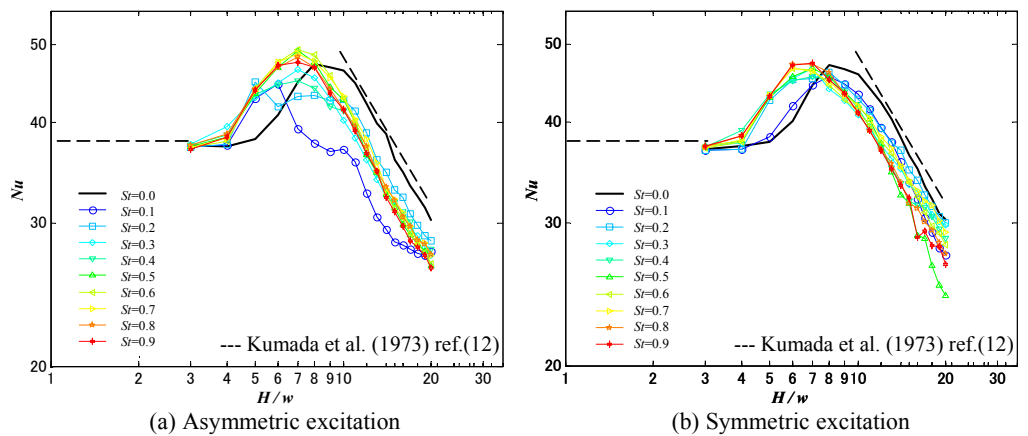 50
40
30
20
Nu
St=0.0
St=0.1
St=0.2
St=0.3
St=0.4
St=0.5
St=0.6
St=0.7
St=0.8
St=0.9
--- Kumada et al. (1973) ref.(12)
1 2 3 4 5 6 7 8 9 10 20 30
H/w
(a) Asymmetric excitation
50
40
30
20
Nu
St=0.0
St=0.1
St=0.2
St=0.3
St=0.4
St=0.5
St=0.6
St=0.7
St=0.8
St=0.9
--- Kumada et al. (1973) ref.(12)
1 2 3 4 5 6 7 8 9 10 20 30
H/w
(b) Symmetric excitation